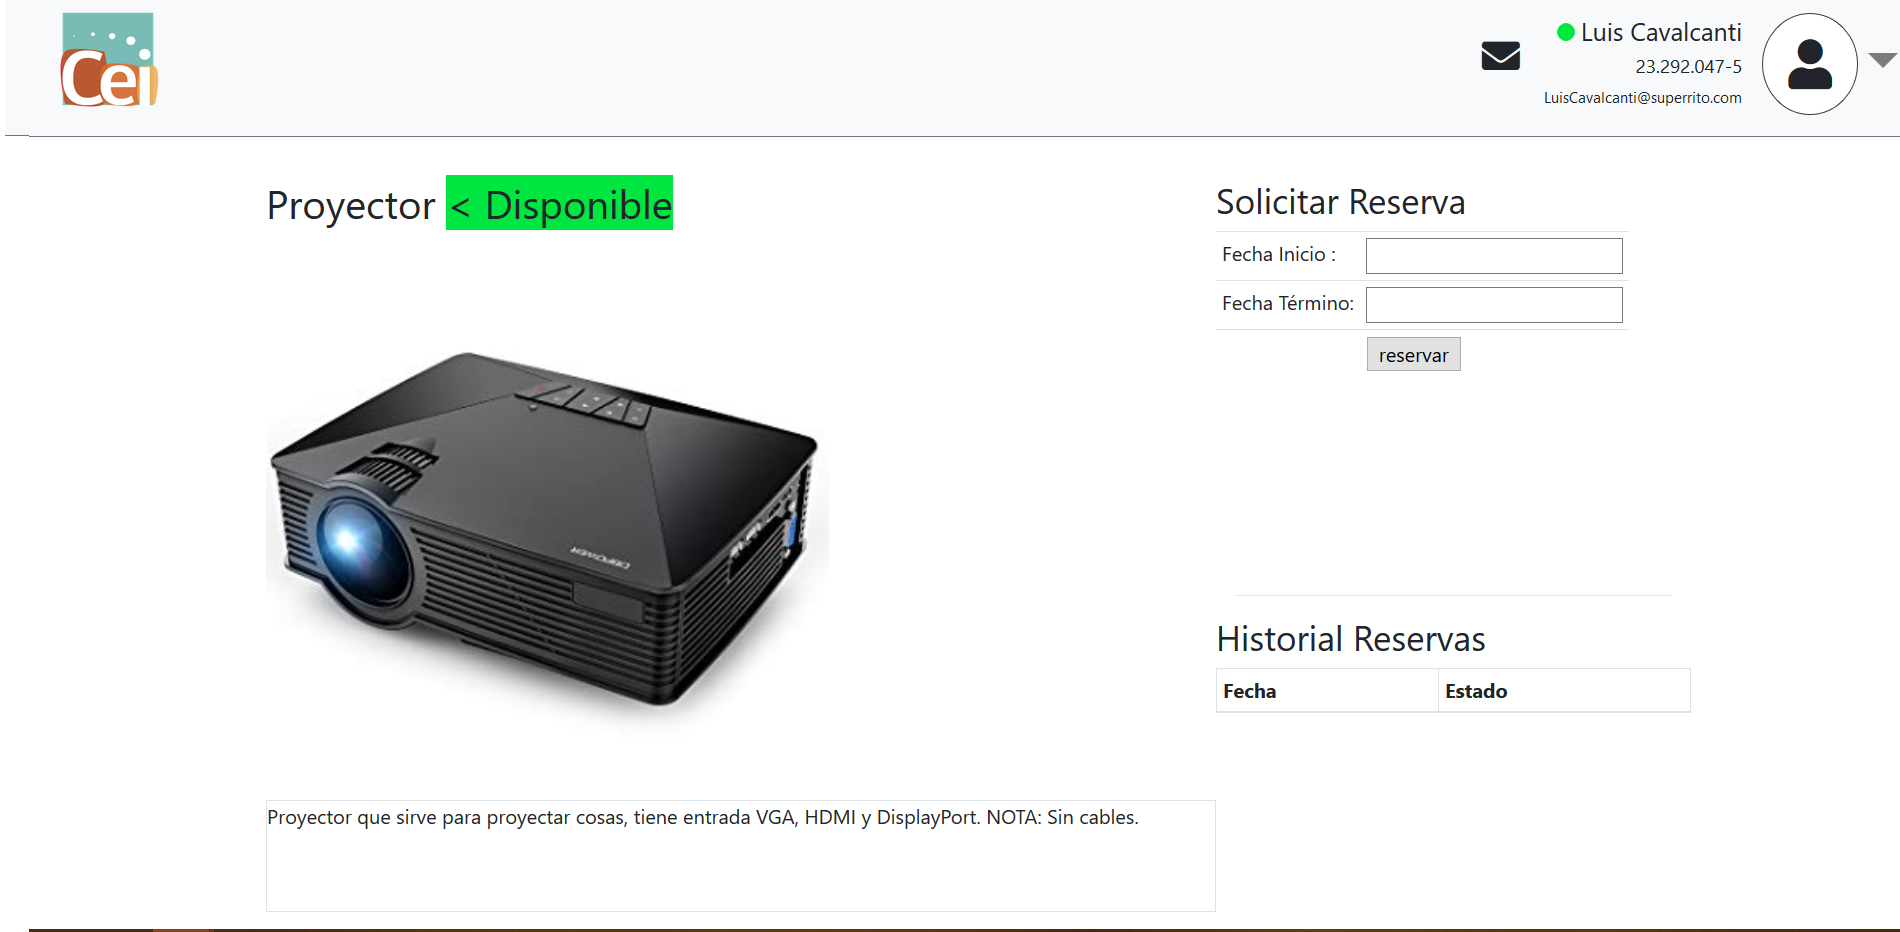 Cei
Luis Cavalcanti
23.292.047-5
LuisCavalcanti@superrito.com
Proyector < Disponible
Solicitar Reserva
Fecha Inicio :
Fecha Término:
reservar
DBPOWER
Historial Reservas
Fecha Estado
Proyector que sirve para proyectar cosas, tiene entrada VGA, HDMI y DisplayPort. NOTA: Sin cables.